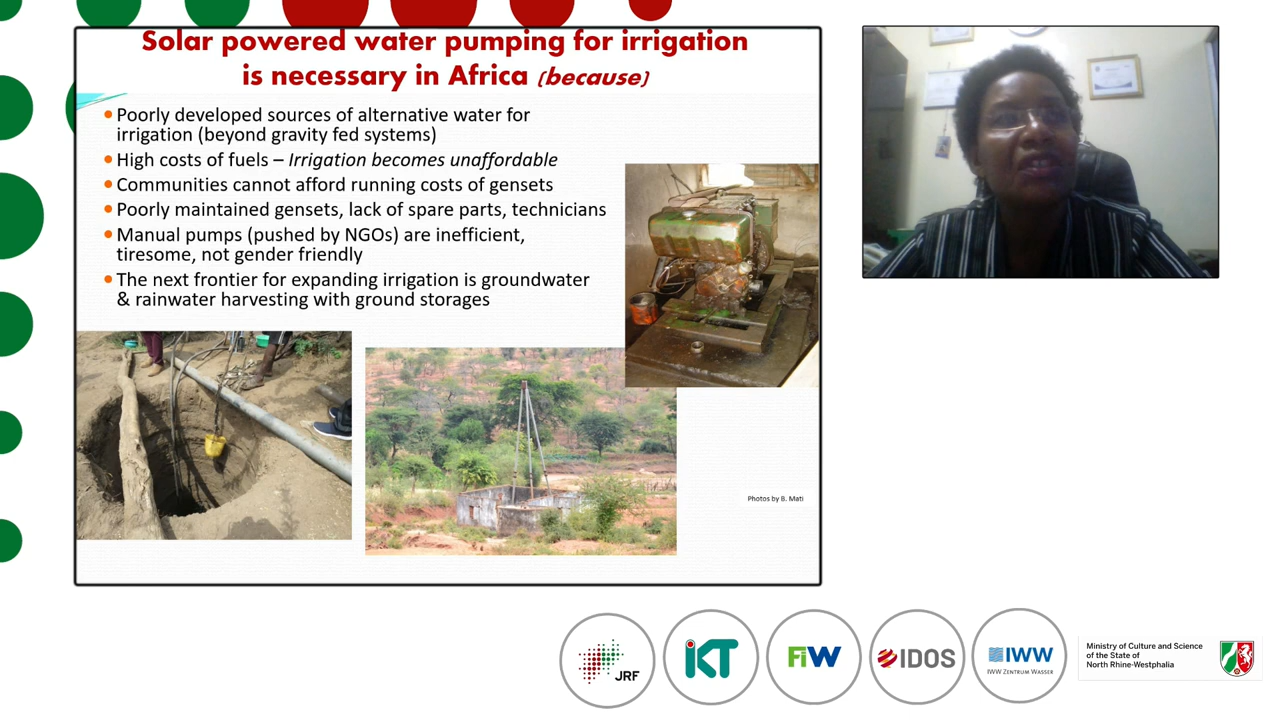 Solar powered water pumping for irrigation
is necessary in Africa (because)
Poorly developed sources of alternative water for
irrigation (beyond gravity fed systems)
High costs of fuels – Irrigation becomes unaffordable
Communities cannot afford running costs of gensets
Poorly maintained gensets, lack of spare parts, technicians
Manual pumps (pushed by NGOs) are inefficient,
tiresome, not gender friendly
The next frontier for expanding irrigation is groundwater
& rainwater harvesting with ground storages
Photos by B. Mati
JRF
iKT
FiW
IDOS
IWW
IWW ZENTRUM WASSER
Ministry of Culture and Science
of the State of
North Rhine-Westphalia